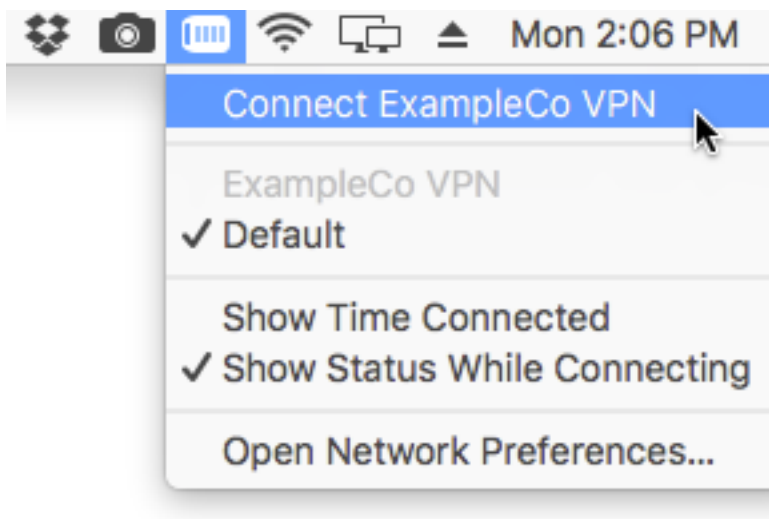 Mon 2:06 PM
Connect ExampleCo VPN
ExampleCo VPN
✓ Default
Show Time Connected
✓ Show Status While Connecting
Open Network Preferences...